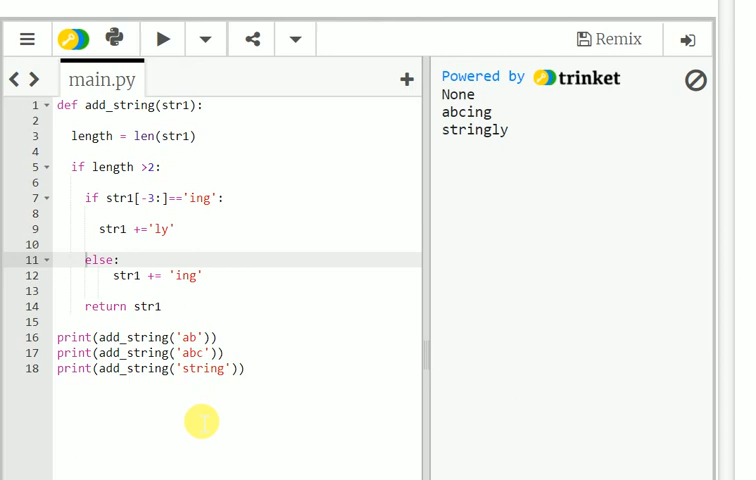 Remix
main.py
1 def add_string(str1):
2
3 length = len(str1)
4
5 if length >2:
6
7 if str1[-3:]=='ing':
8
9 str1 +='ly'
10
11 else:
12 str1 += 'ing'
13
14 return str1
15
16 print(add_string('ab'))
17 print(add_string('abc'))
18 print(add_string('string'))
Powered by trinket
None
abcing
stringly